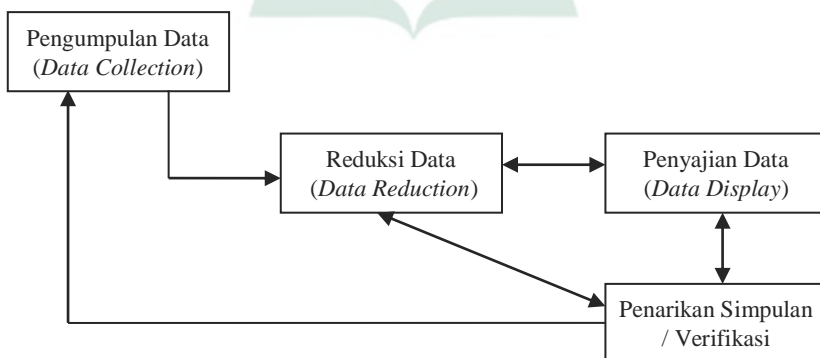 Pengumpulan Data
(Data Collection)
Reduksi Data
(Data Reduction)
Penyajian Data
(Data Display)
Penarikan Simpulan
/ Verifikasi